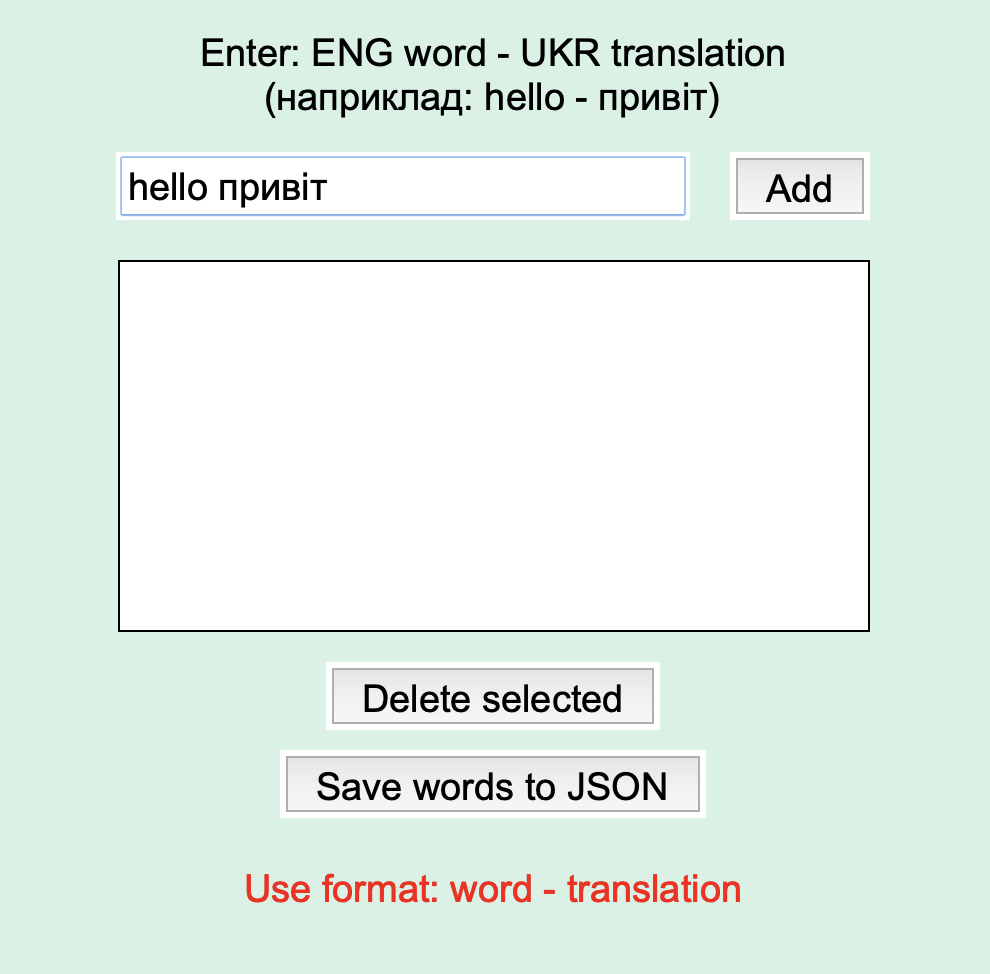 Enter: ENG word - UKR translation
(наприклад: hello - привіт)
hello привіт
Add
Delete selected
Save words to JSON
Use format: word - translation